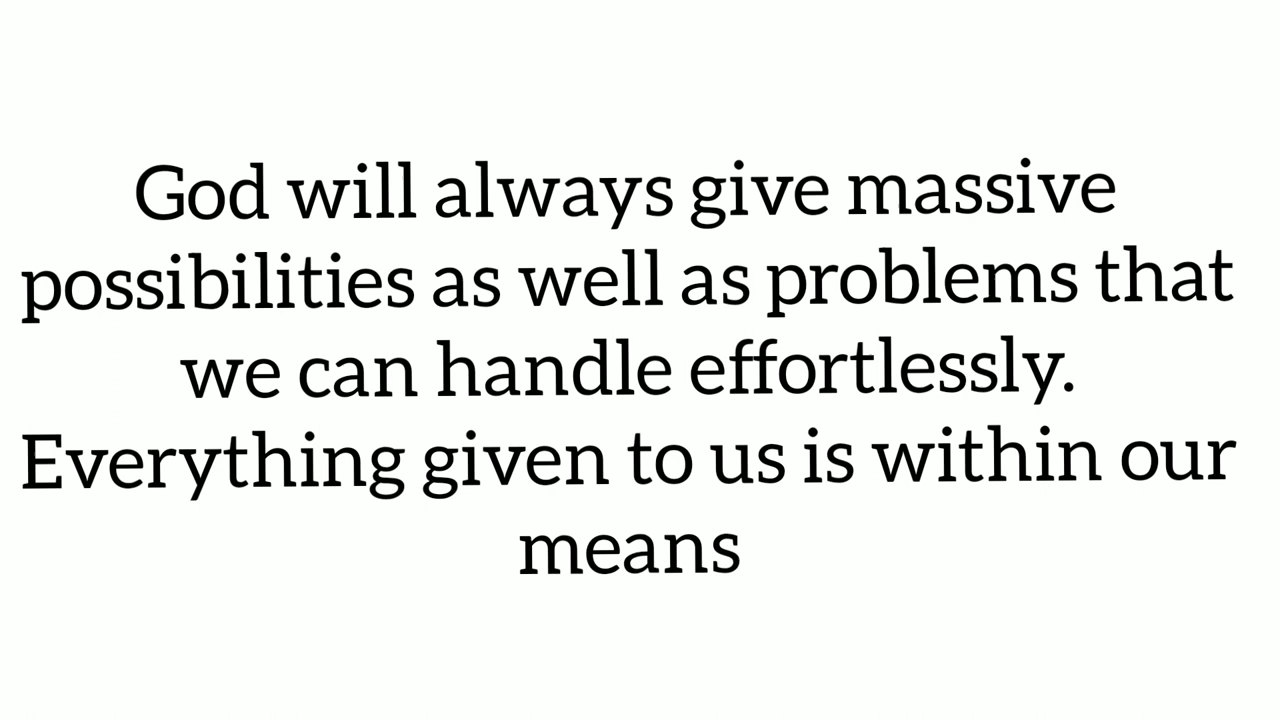 God will always give massive
possibilities as well as problems that
we can handle effortlessly.
Everything given to us is within our
means